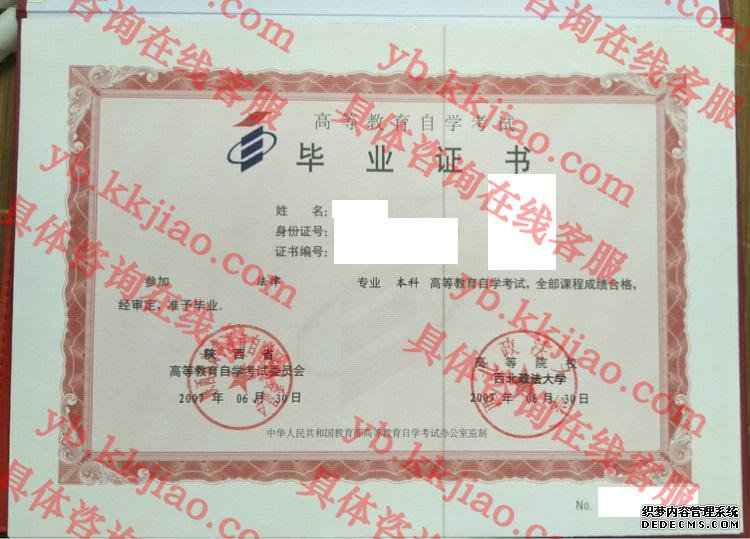 高等教育自学考试
毕业证书
姓 名:
身份证号:
证书编号:
参加 法律 专业 本科 高等教育自学考试，全部课程成绩合格，
经审定，准予毕业。
陕西省
高等教育自学考试委员会
2007 年 06 月 30 日
高等院校
西北政法大学
2007 年 06 月 30 日
中华人民共和国教育部高等教育自学考试办公室监制
No.
yb.kkjiao.com
具体咨询在线客服
织梦内容管理系统
DEDECMS.COM